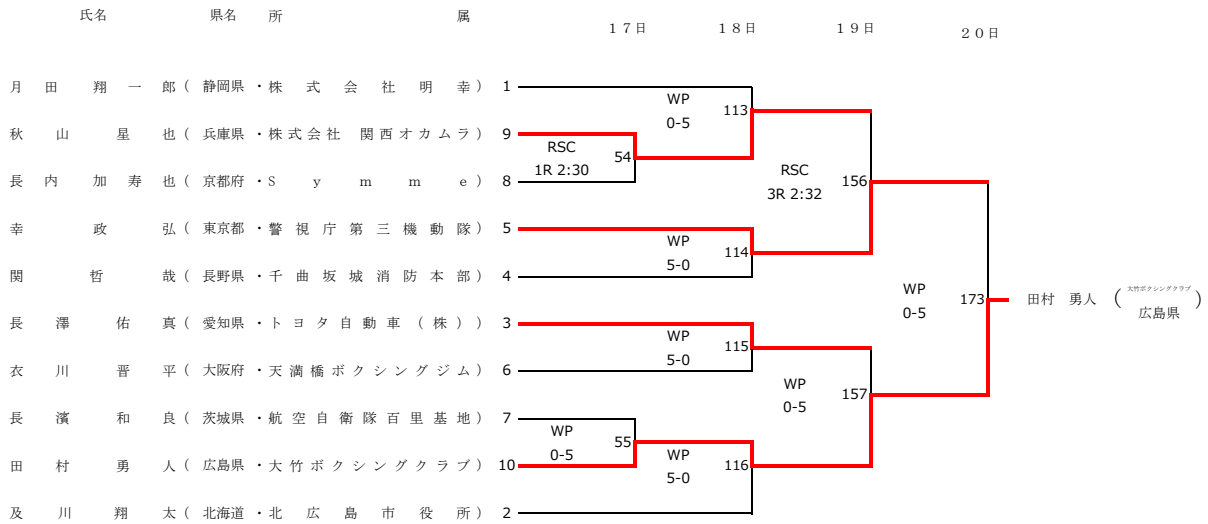 氏名 県名 所 属
17日 18日 19日 20日
月田翔一郎 ( 静岡県 ・ 株式会社明幸 ) 1
秋山星也 ( 兵庫県 ・ 株式会社 関西オカムラ ) 9
長内加寿也 ( 京都府 ・ Symme ) 8
幸政弘 ( 東京都 ・ 警視庁第三機動隊 ) 5
関哲哉 ( 長野県 ・ 千曲坂城消防本部 ) 4
長澤佑真 ( 愛知県 ・ トヨタ自動車(株) ) 3
衣川晋平 ( 大阪府 ・ 天満橋ボクシングジム ) 6
長濱和良 ( 茨城県 ・ 航空自衛隊百里基地 ) 7
田村勇人 ( 広島県 ・ 大竹ボクシングクラブ ) 10
及川翔太 ( 北海道 ・ 北広島市役所 ) 2
RSC
1R 2:30
54
WP
0-5
55
WP
0-5
113
WP
5-0
114
WP
5-0
115
WP
5-0
116
RSC
3R 2:32
156
WP
0-5
157
WP
0-5
173
田村 勇人 (
大竹ボクシングクラブ
広島県
)